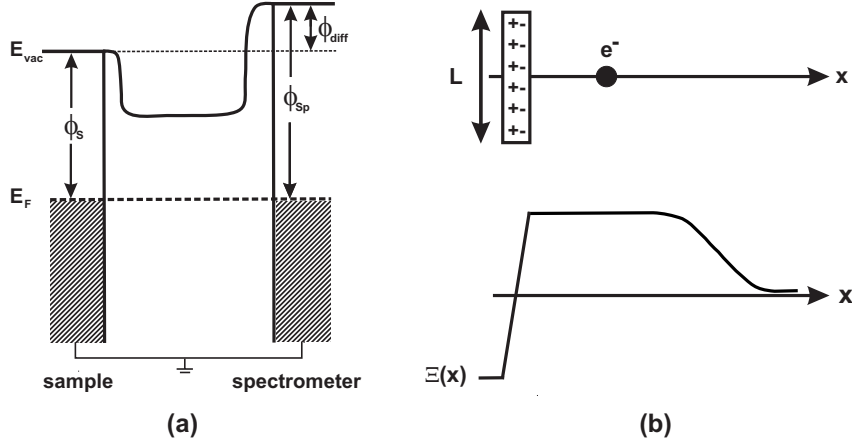 E_vac
ϕ_S
E_F
ϕ_diff
ϕ_Sp
sample
spectrometer
(a)
L
+-
+-
+-
+-
+-
+-
e⁻
x
x
Ξ(x)
(b)